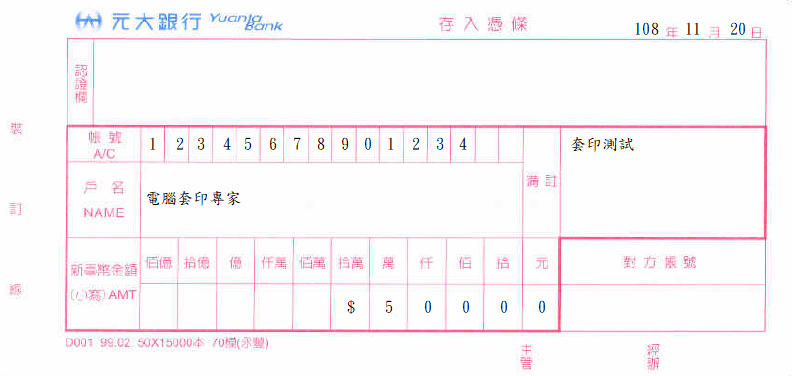 元大銀行 Yuanta Bank 存入憑條 108 年 11 月 20 日
認證欄
裝
訂
線
帳號 A/C 1 2 3 4 5 6 7 8 9 0 1 2 3 4
戶名 NAME 電腦套印專家
備註 套印測試
新臺幣金額 (小寫) AMT 佰億 拾億 億 仟萬 佰萬 拾萬 萬 仟 佰 拾 元
$ 5 0 0 0 0
對方帳號
D001 99.02. 50X15000本 70模(永豐)
主管 經辦